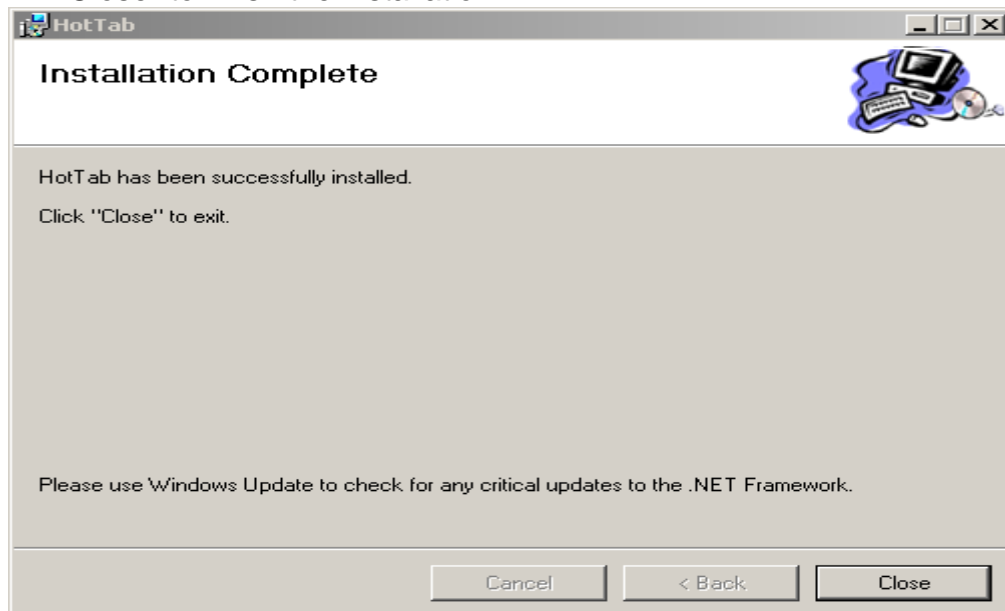 HotTab
Installation Complete
HotTab has been successfully installed.
Click "Close" to exit.
Please use Windows Update to check for any critical updates to the .NET Framework.
Cancel
< Back
Close